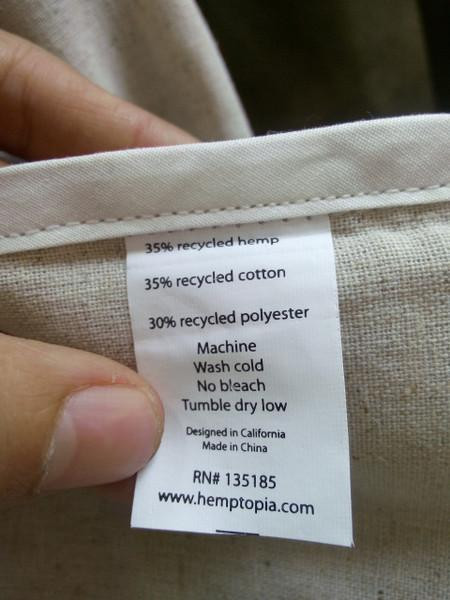 35% recycled hemp
35% recycled cotton
30% recycled polyester
Machine
Wash cold
No bleach
Tumble dry low
Designed in California
Made in China
RN# 135185
www.hemptopia.com